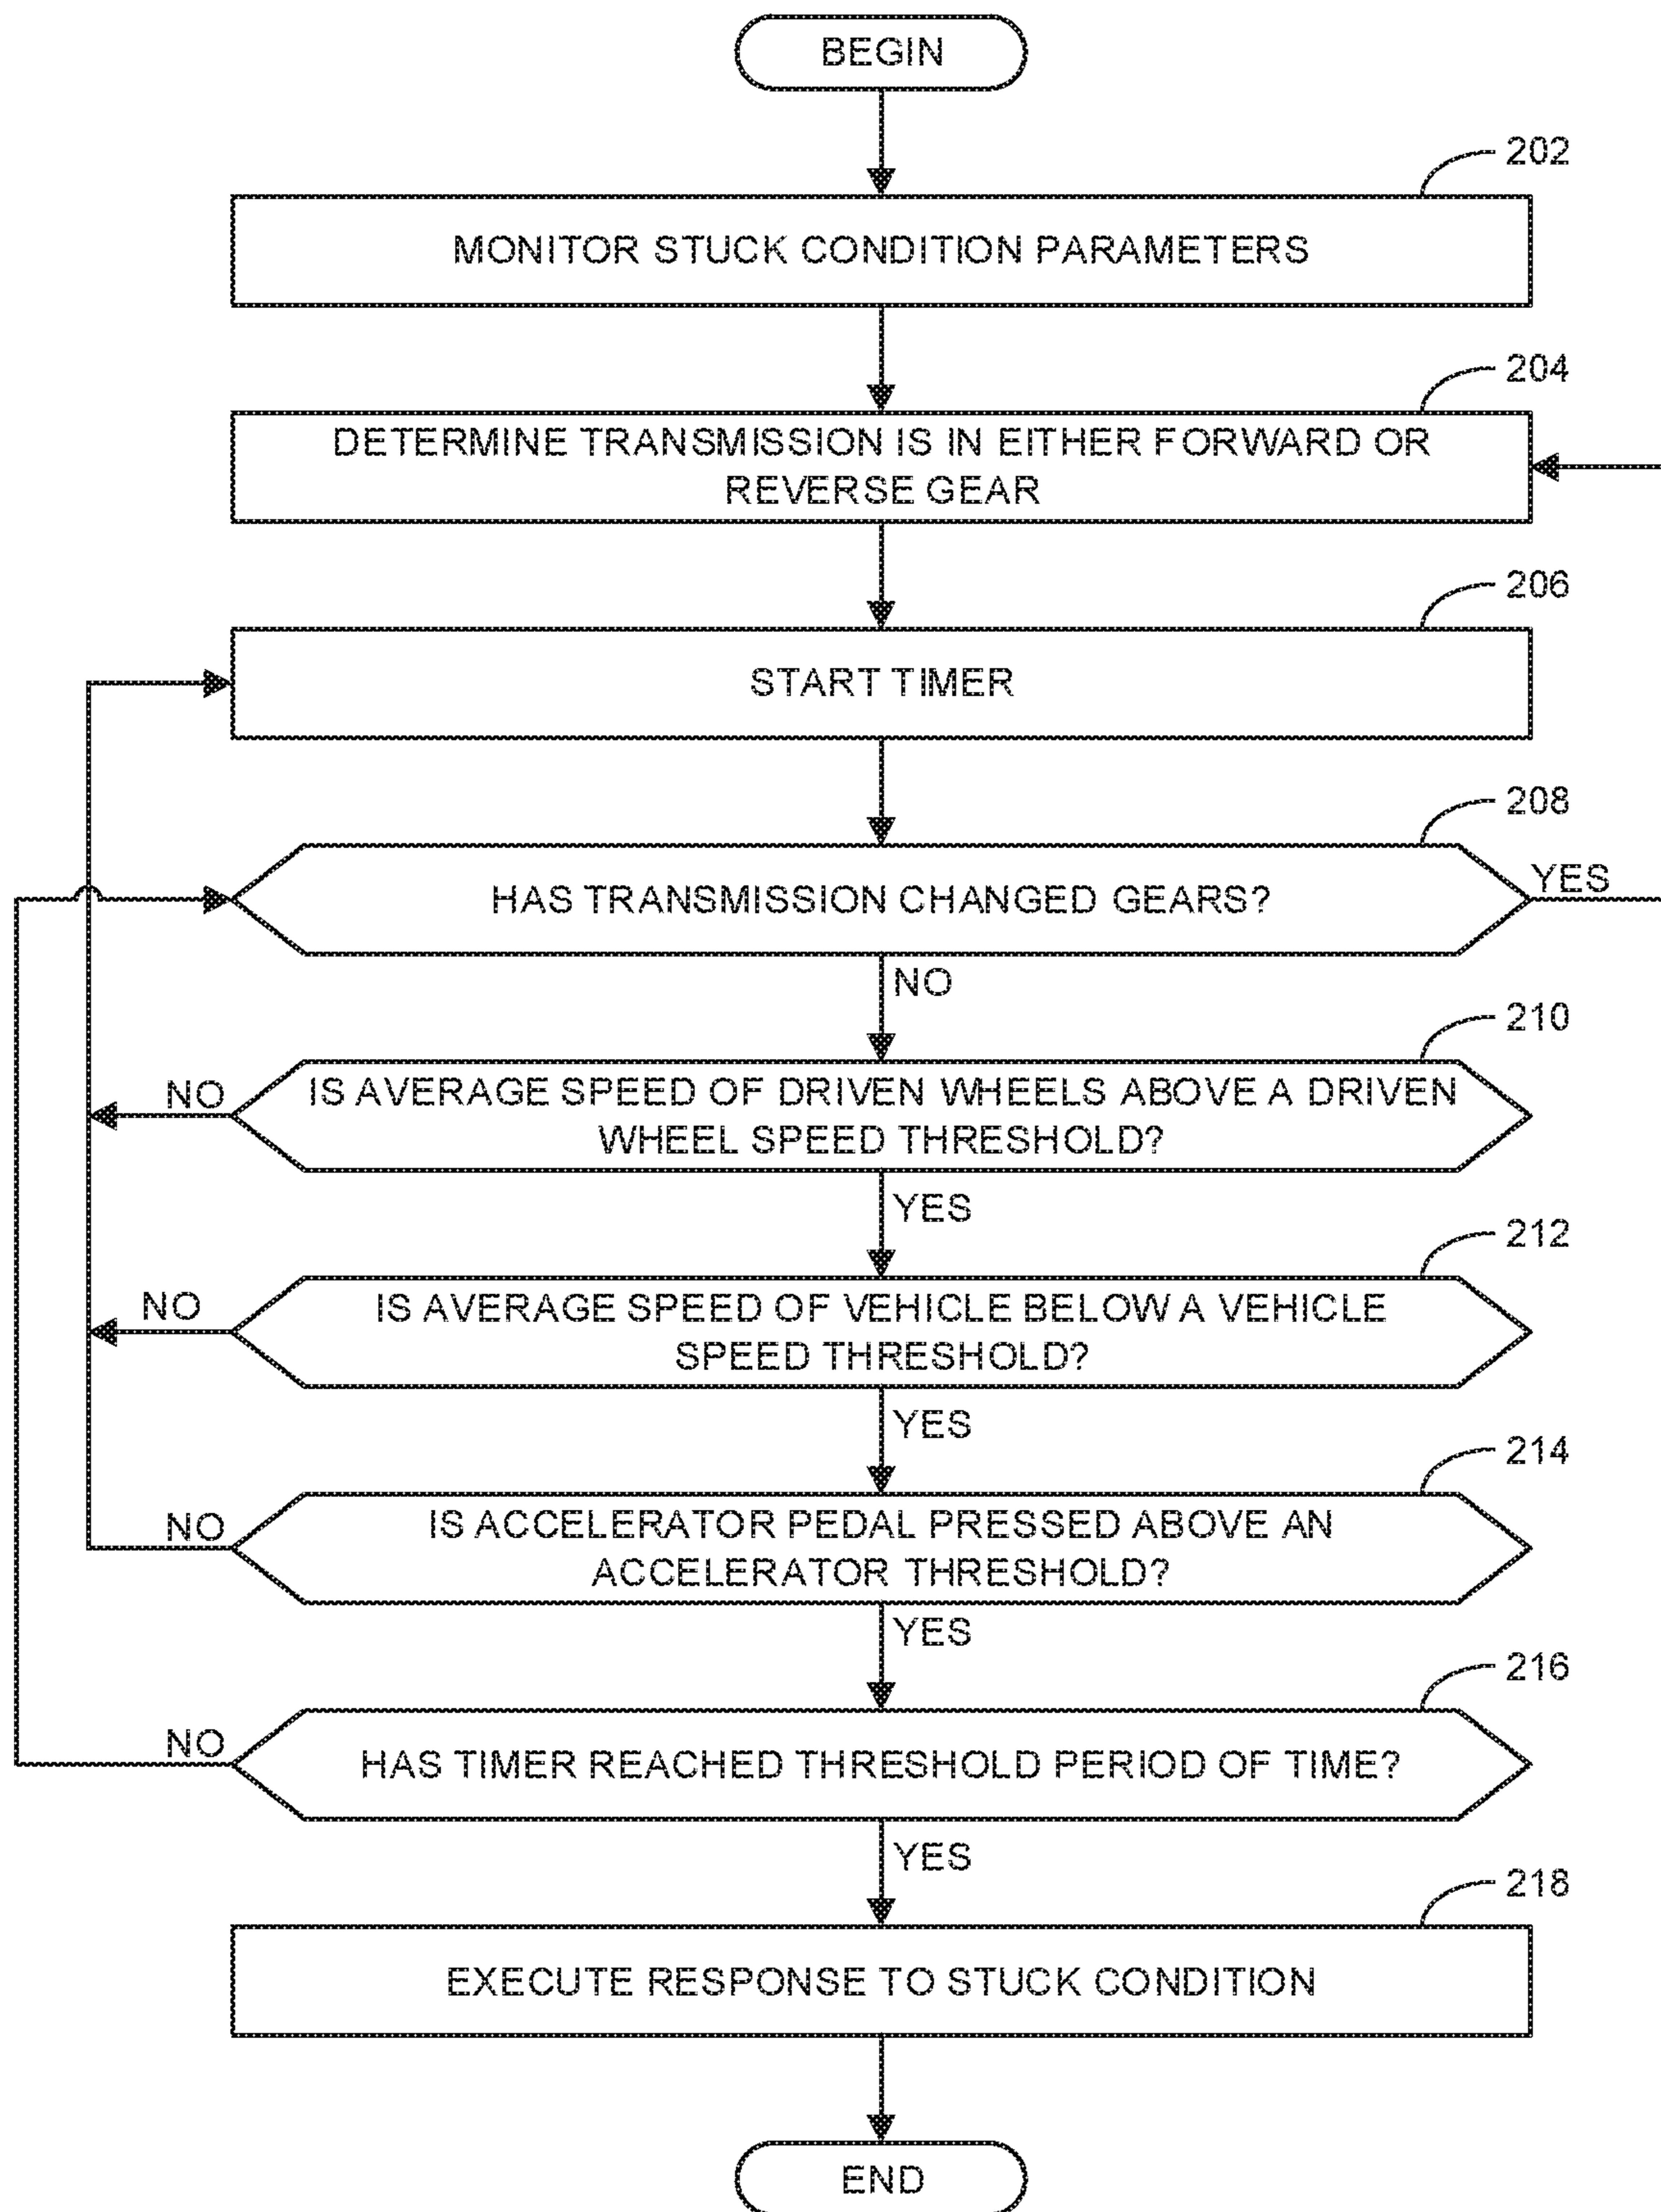 BEGIN
202
MONITOR STUCK CONDITION PARAMETERS
204
DETERMINE TRANSMISSION IS IN EITHER FORWARD OR
REVERSE GEAR
206
START TIMER
208
HAS TRANSMISSION CHANGED GEARS?
YES
NO
210
NO
IS AVERAGE SPEED OF DRIVEN WHEELS ABOVE A DRIVEN
WHEEL SPEED THRESHOLD?
YES
212
NO
IS AVERAGE SPEED OF VEHICLE BELOW A VEHICLE
SPEED THRESHOLD?
YES
214
NO
IS ACCELERATOR PEDAL PRESSED ABOVE AN
ACCELERATOR THRESHOLD?
YES
216
NO
HAS TIMER REACHED THRESHOLD PERIOD OF TIME?
YES
218
EXECUTE RESPONSE TO STUCK CONDITION
END